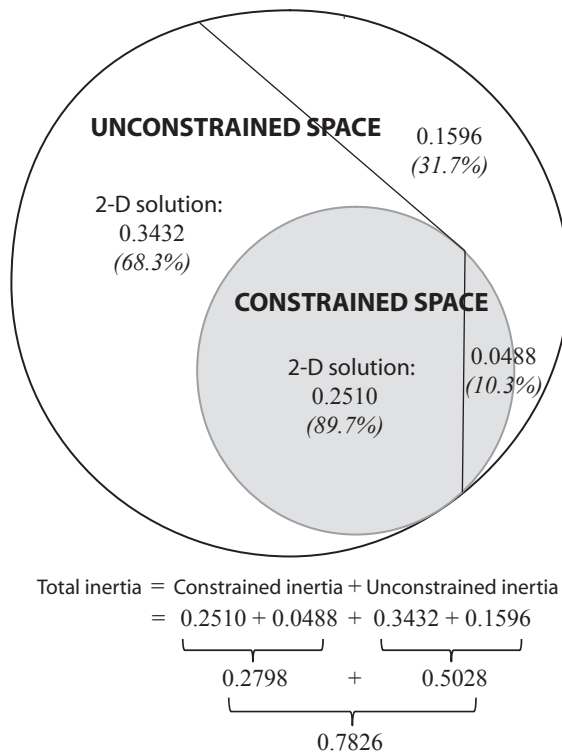 UNCONSTRAINED SPACE
0.1596
(31.7%)
2-D solution:
0.3432
(68.3%)
CONSTRAINED SPACE
0.0488
(10.3%)
2-D solution:
0.2510
(89.7%)
Total inertia = Constrained inertia + Unconstrained inertia
= 0.2510 + 0.0488 + 0.3432 + 0.1596
0.2798 + 0.5028
0.7826